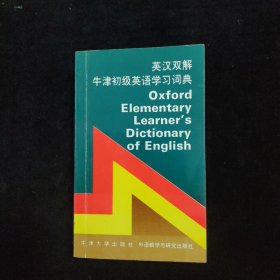 英汉双解
牛津初级英语学习词典
Oxford
Elementary
Learner's
Dictionary
of English
牛津大学出版社 外语教学与研究出版社